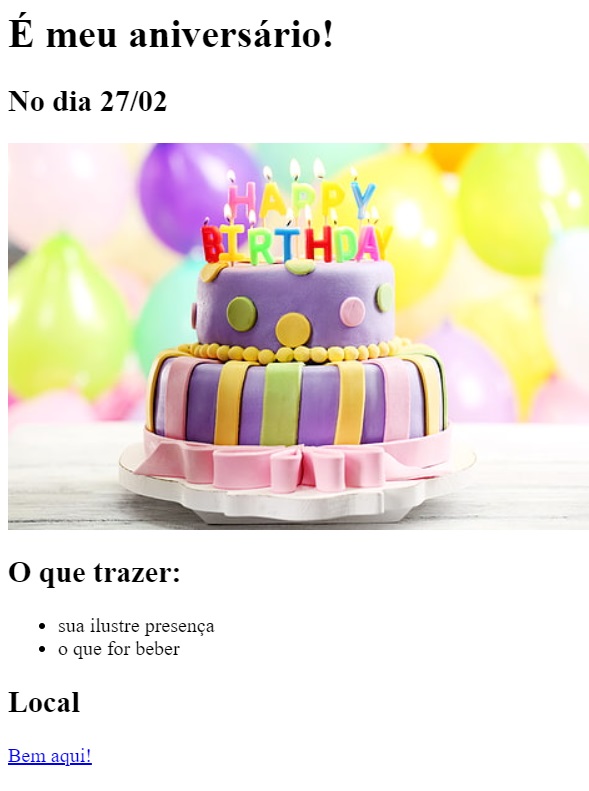 É meu aniversário!
No dia 27/02
HAPPY
BIRTHDAY
O que trazer:
sua ilustre presença
o que for beber
Local
Bem aqui!